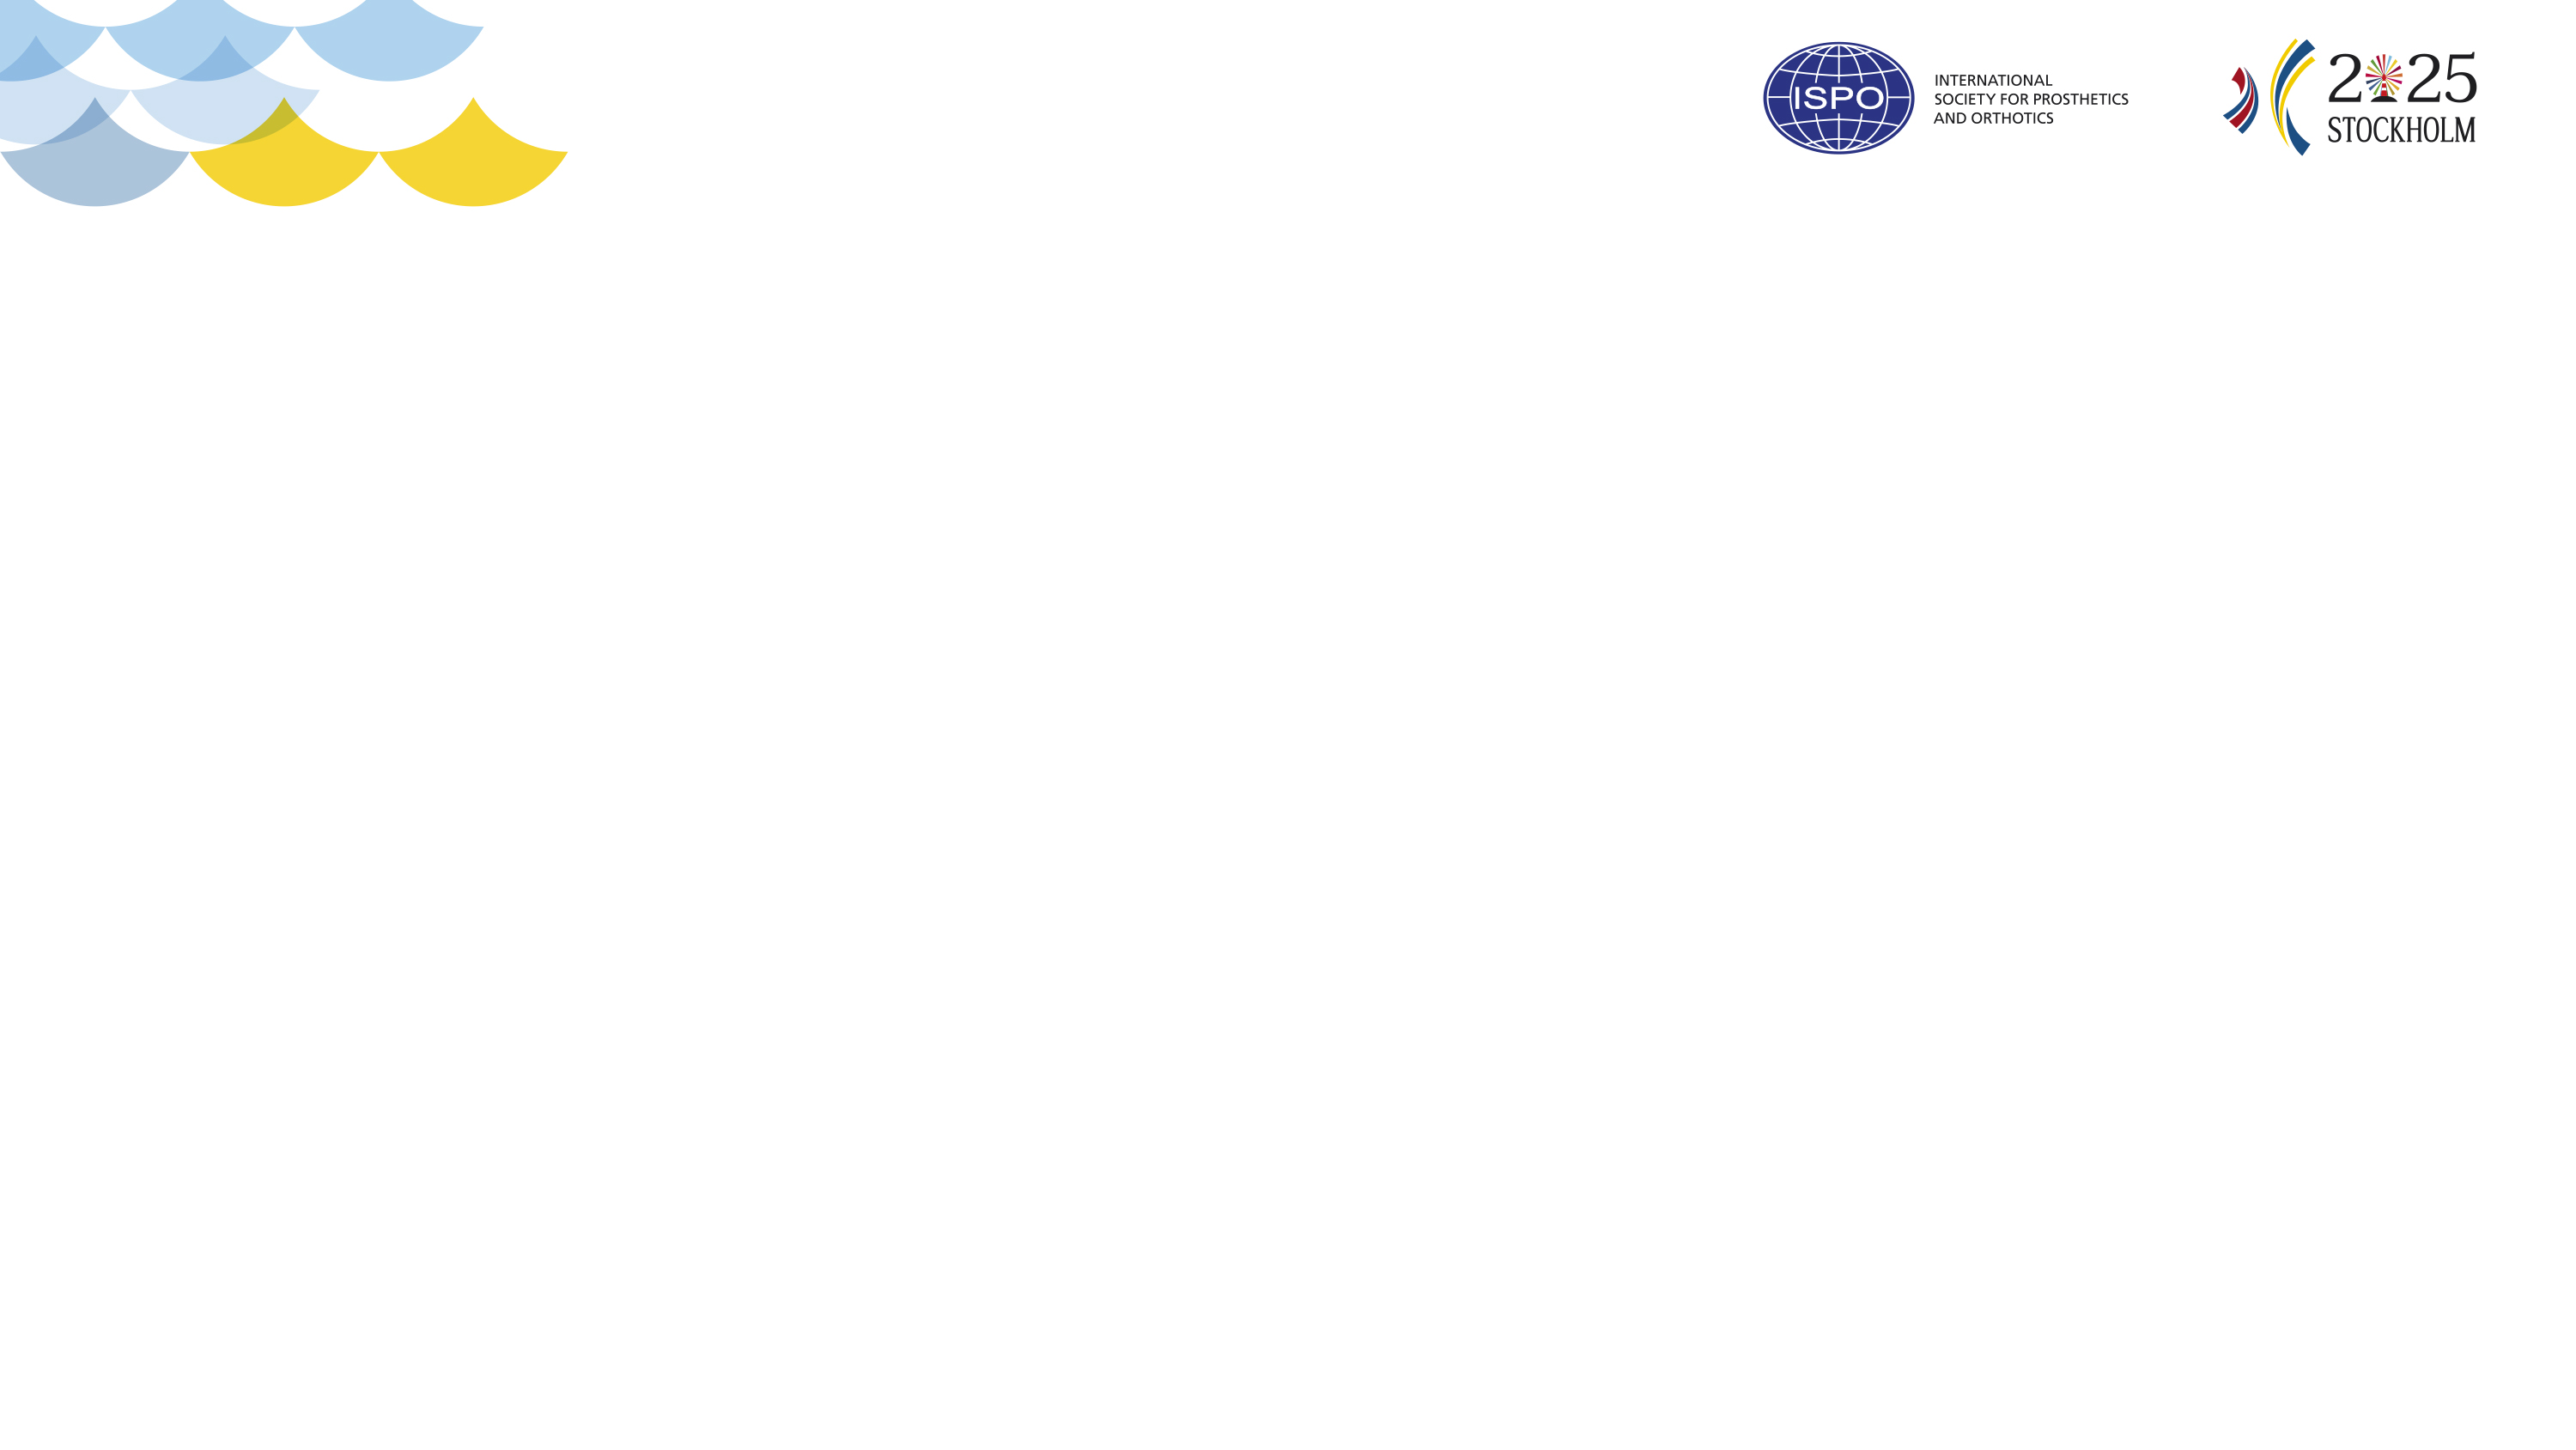 ISPO
INTERNATIONAL
SOCIETY FOR PROSTHETICS
AND ORTHOTICS
2025
STOCKHOLM